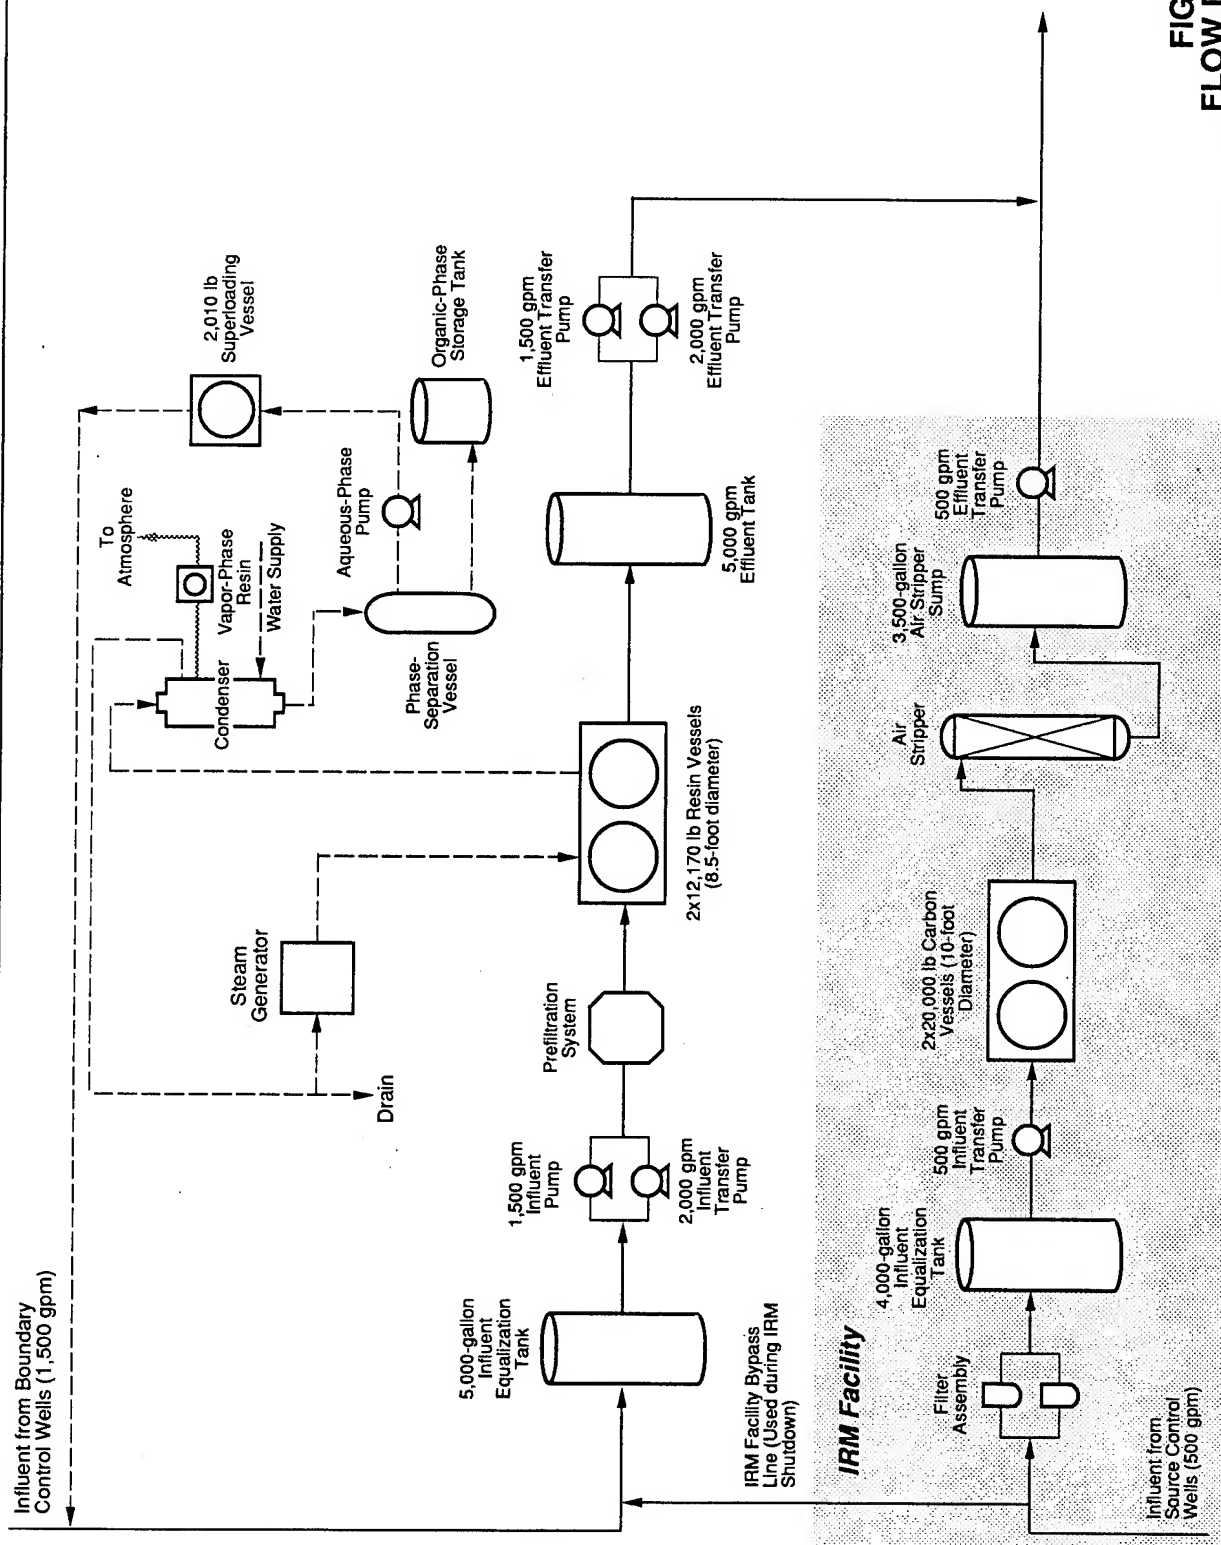 Influent from Boundary
Control Wells (1,500 gpm)
To
Atmosphere
2,010 lb
Superloading
Vessel
Vapor-Phase
Resin
Water Supply
Condenser
Steam
Generator
Drain
Aqueous-Phase
Pump
Phase-
Separation
Vessel
Organic-Phase
Storage Tank
5,000-gallon
Influent
Equalization
Tank
1,500 gpm
Influent
Pump
2,000 gpm
Influent
Transfer
Pump
Prefiltration
System
2x12,170 lb Resin Vessels
(8.5-foot diameter)
5,000 gpm
Effluent Tank
1,500 gpm
Effluent Transfer
Pump
2,000 gpm
Effluent Transfer
Pump
IRM Facility Bypass
Line (Used during IRM
Shutdown)
IRM Facility
Influent from
Source Control
Wells (500 gpm)
Filter
Assembly
4,000-gallon
Influent
Equalization
Tank
500 gpm
Influent
Transfer
Pump
2x20,000 lb Carbon
Vessels (10-foot
Diameter)
Air
Stripper
3,500-gallon
Air Stripper
Sump
500 gpm
Effluent
Transfer
Pump
FIG
FLOW